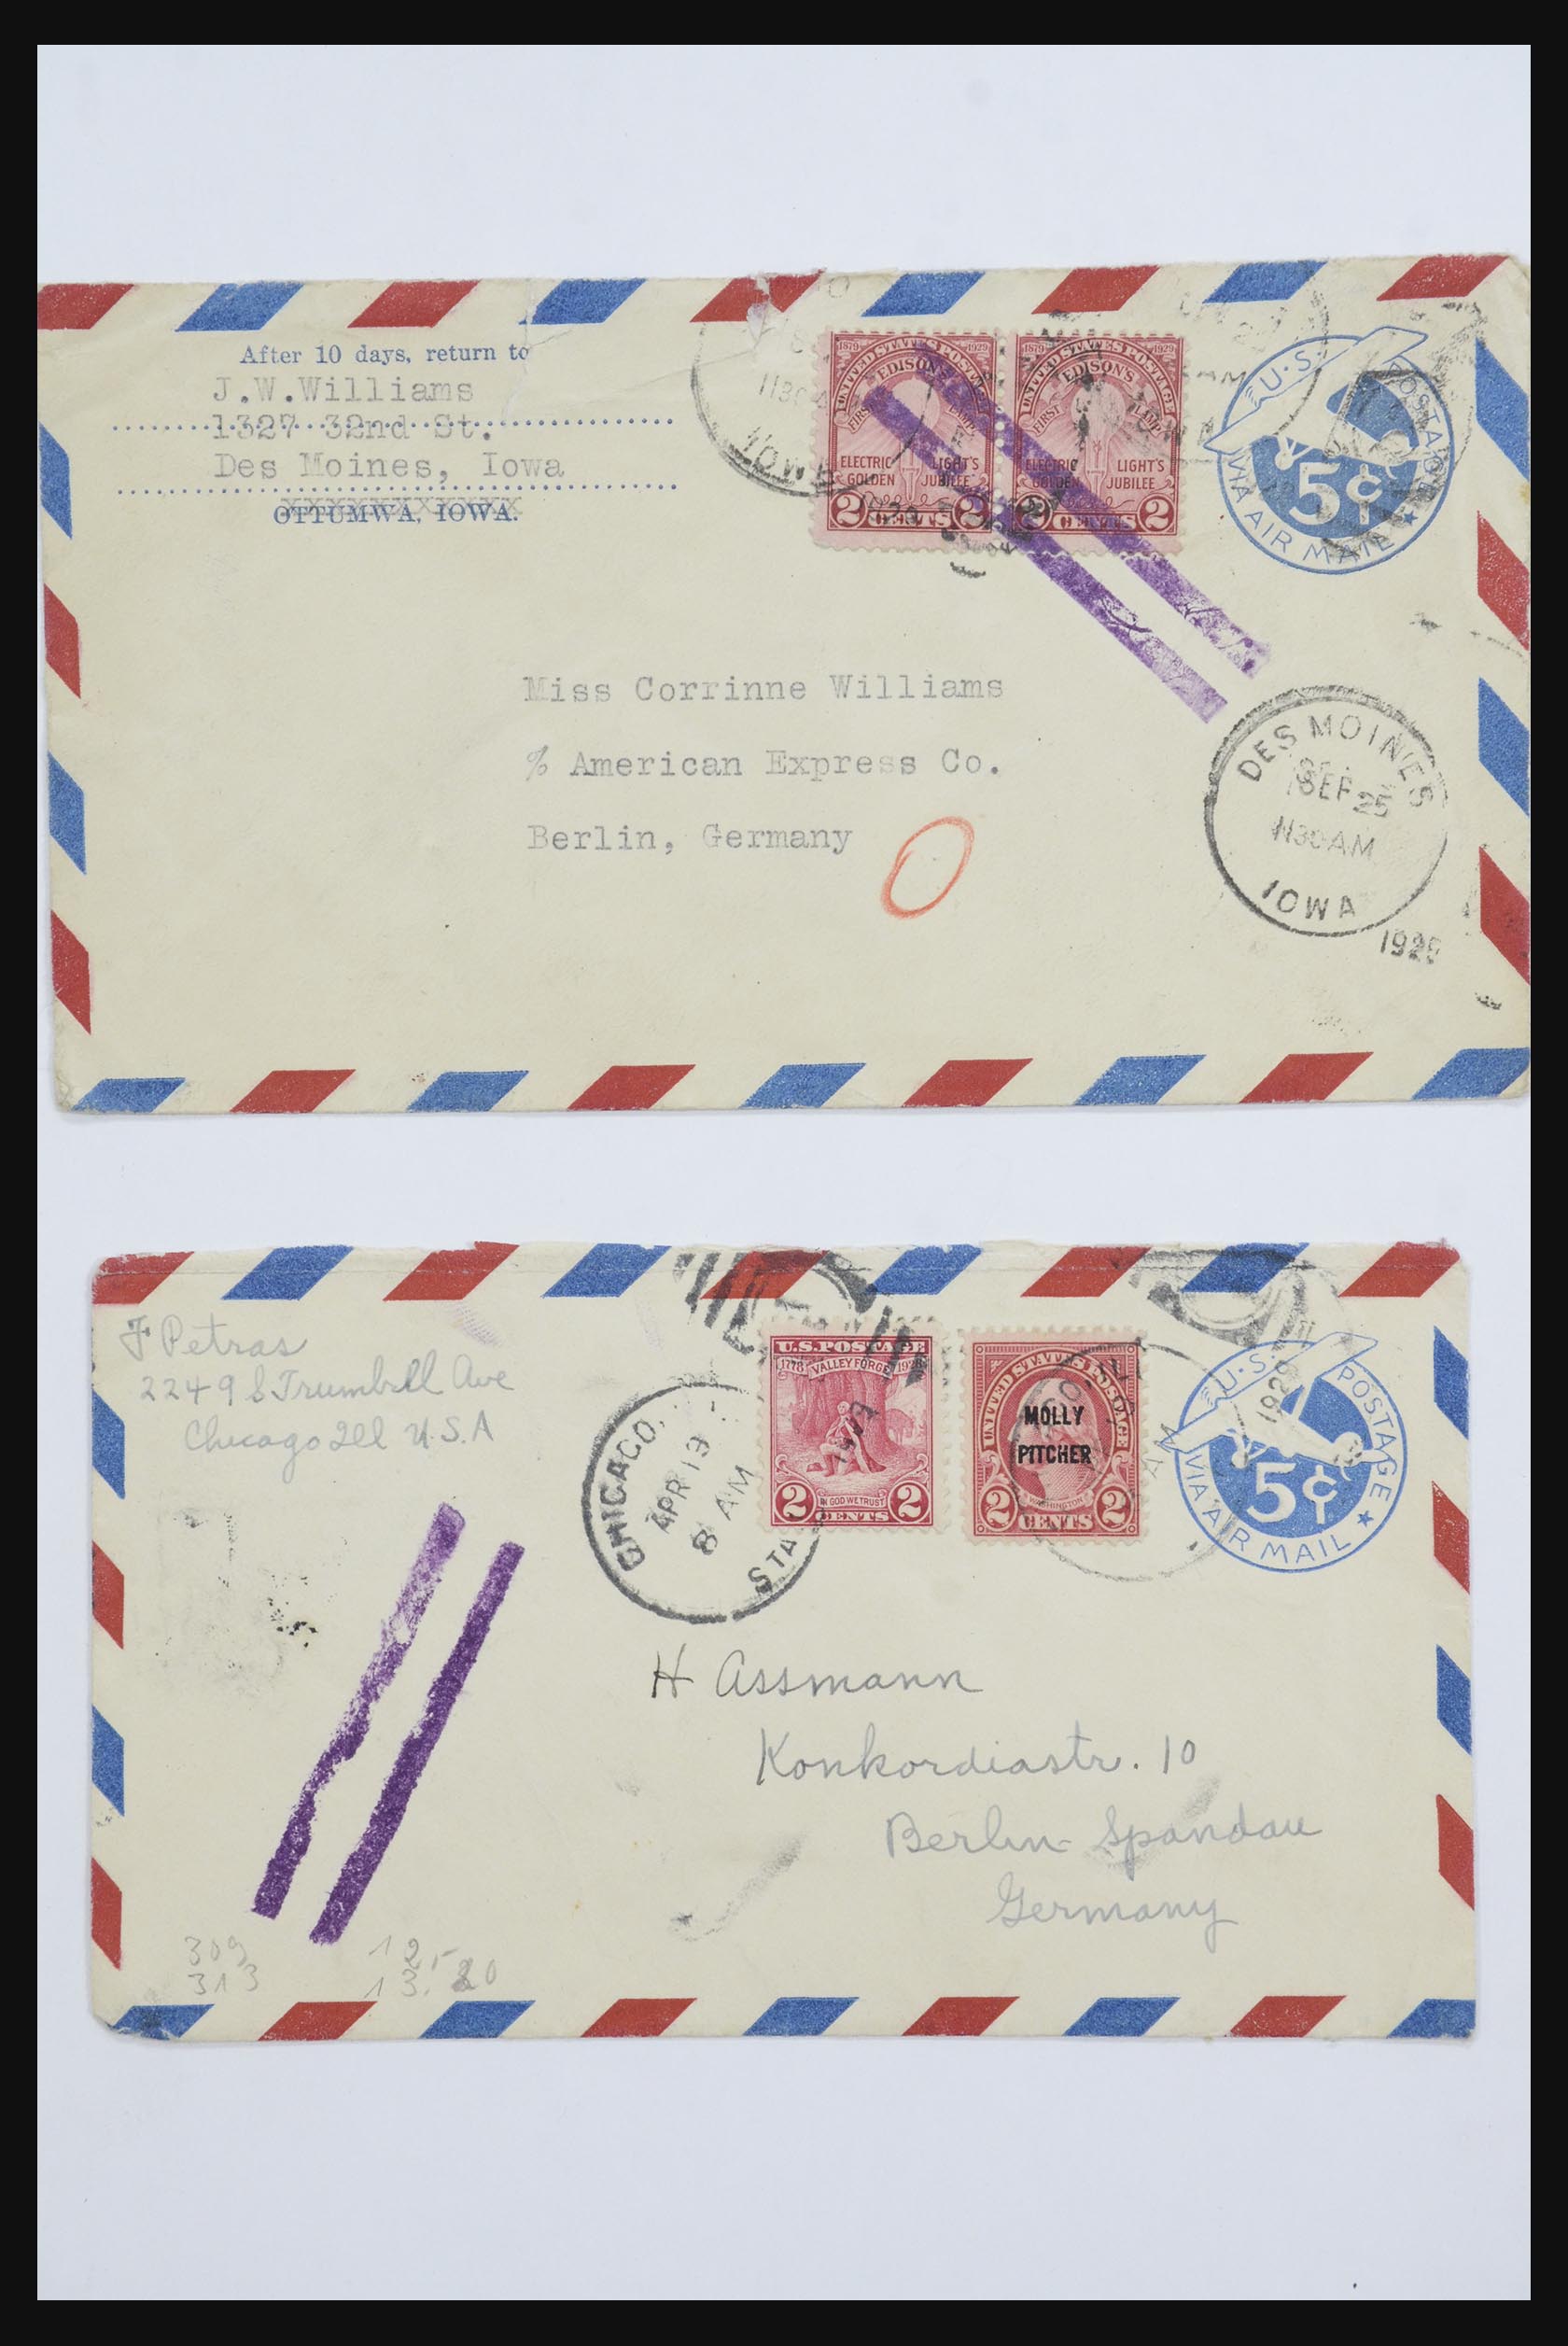 After 10 days, return to
J.W.Williams
1327 32nd St.
Des Moines, Iowa
OTTUMWA, IOWA.
1879 1929
UNITED STATES POSTAGE
EDISON'S
FIRST LAMP
ELECTRIC LIGHT'S
GOLDEN JUBILEE
2 CENTS 2
1879 1929
UNITED STATES POSTAGE
EDISON'S
FIRST LAMP
ELECTRIC LIGHT'S
GOLDEN JUBILEE
2 CENTS 2
IOWA
U.S. POSTAGE
5¢
VIA AIR MAIL
Miss Corrinne Williams
% American Express Co.
Berlin, Germany
DES MOINES
SEP 25
1130 AM
IOWA
1929
F Petras
2249 S Trumbull Ave
Chicago Ill U.S.A
CHICAGO,
APR 13
8 AM
STA
U.S. POSTAGE
1778 VALLEY FORGE 1928
IN GOD WE TRUST
2 CENTS 2
UNITED STATES POSTAGE
MOLLY
PITCHER
WASHINGTON
2 CENTS 2
1929
U.S. POSTAGE
5¢
VIA AIR MAIL
H Assmann
Konkordiastr. 10
Berlin-Spandau
Germany
309
313